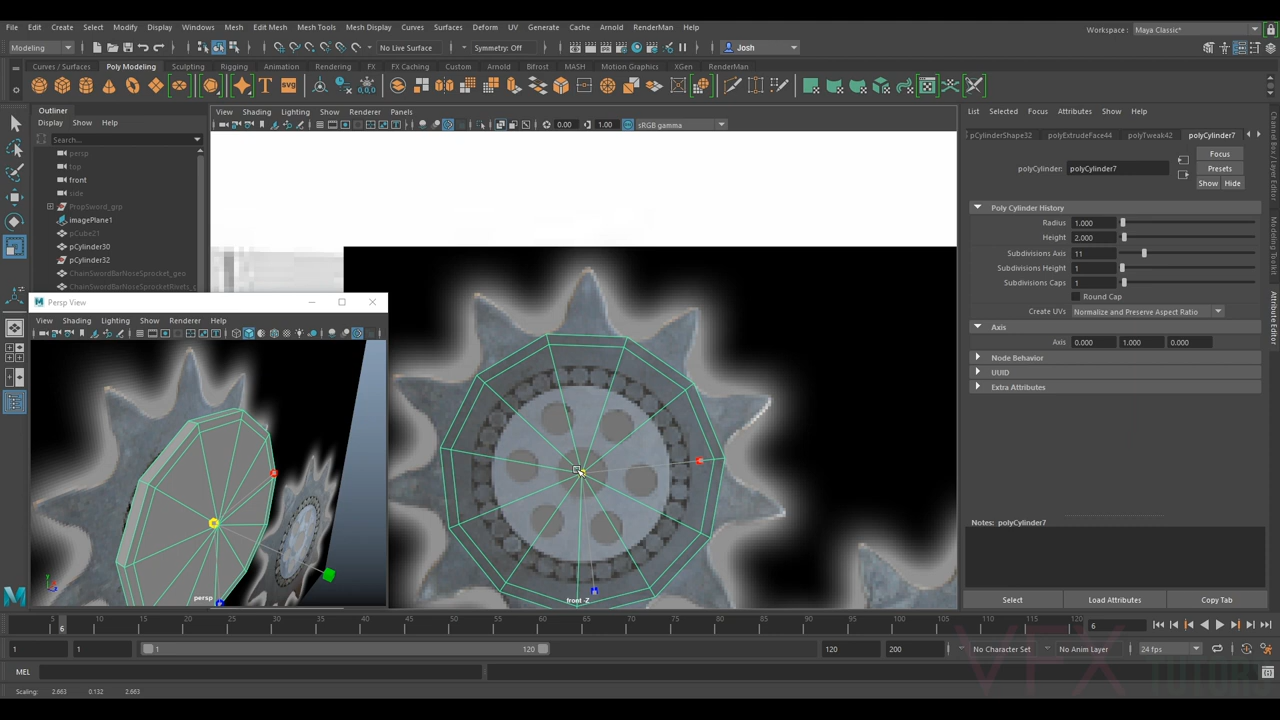 File Edit Create Select Modify Display Windows Mesh Edit Mesh Mesh Tools Mesh Display Curves Surfaces Deform UV Generate Cache Arnold RenderMan Help
Workspace : Maya Classic*
Modeling
No Live Surface
Symmetry: Off
Josh
Curves / Surfaces Poly Modeling Sculpting Rigging Animation Rendering FX FX Caching Custom Arnold Bifrost MASH Motion Graphics XGen RenderMan
Outliner
Display Show Help
Search...
persp
top
front
side
PropSword_grp
imagePlane1
pCube21
pCylinder30
pCylinder32
ChainSwordBarNoseSprocket_geo
View Shading Lighting Show Renderer Panels
0.00 1.00 sRGB gamma
Persp View
View Shading Lighting Show Renderer Help
persp
front -Z
List Selected Focus Attributes Show Help
pCylinderShape32 polyExtrudeFace44 polyTweak42 polyCylinder7
polyCylinder: polyCylinder7
Focus
Presets
Show Hide
Poly Cylinder History
Radius 1.000
Height 2.000
Subdivisions Axis 11
Subdivisions Height 1
Subdivisions Caps 1
Round Cap
Create UVs Normalize and Preserve Aspect Ratio
Axis
Axis 0.000 1.000 0.000
Node Behavior
UUID
Extra Attributes
Notes: polyCylinder7
Select Load Attributes Copy Tab
Channel Box / Layer Editor
Attribute Editor
5 6 10 15 20 25 30 35 40 45 50 55 60 65 70 75 80 85 90 95 100 105 110 115 120
6
1 1 1 120 120 200 No Character Set No Anim Layer 24 fps
MEL
Scaling: 2.663 0.132 2.663
VFX